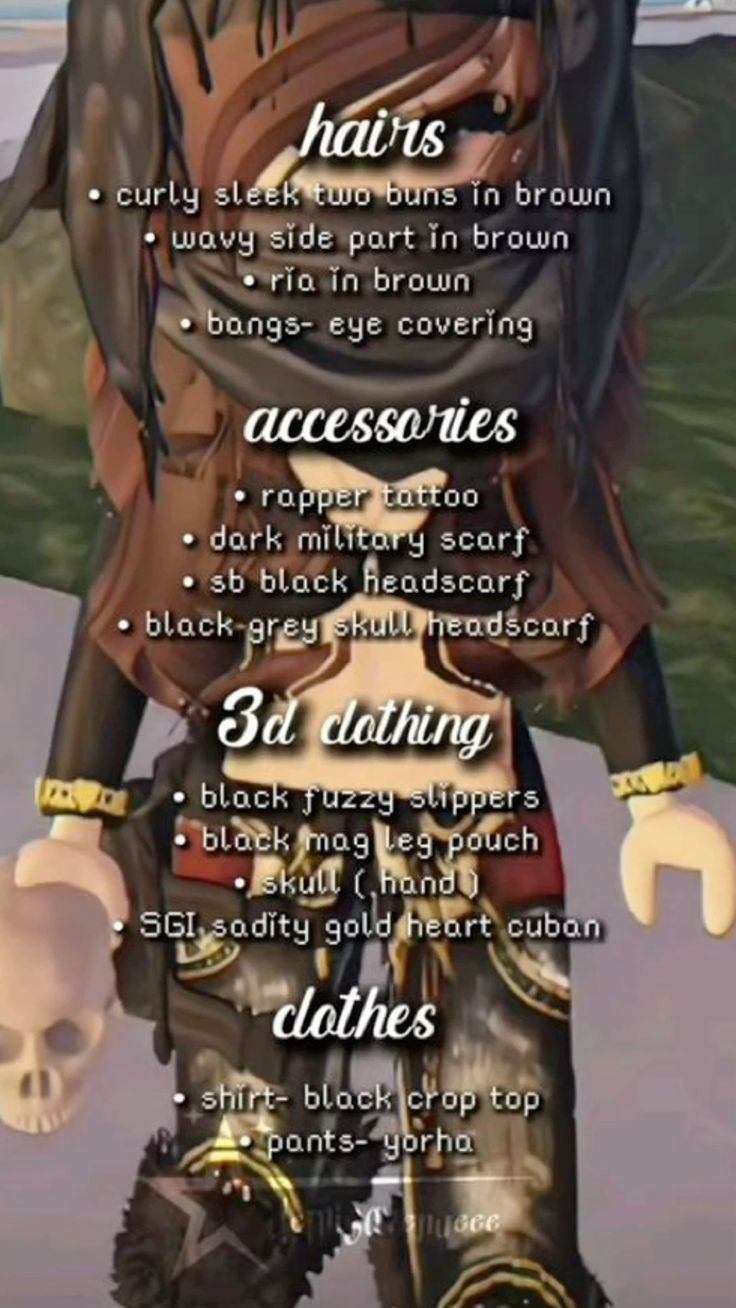 hairs
• curly sleek two buns in brown
• wavy side part in brown
• ria in brown
• bangs- eye covering
accessories
• rapper tattoo
• dark military scarf
• sb black headscarf
• black-grey skull headscarf
3d clothing
• black fuzzy slippers
• black mag leg pouch
• skull ( hand )
• SGI sadity gold heart cuban
clothes
• shirt- black crop top
• pants- yorha